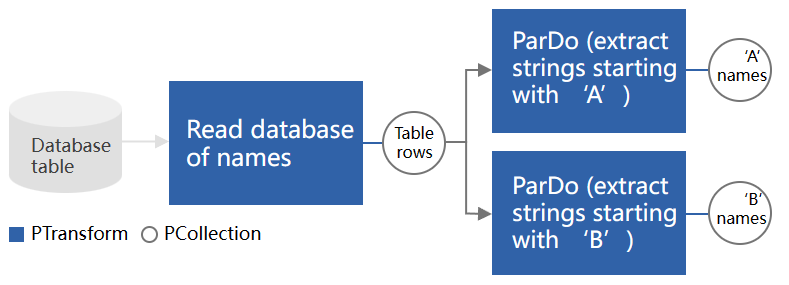 Database
table
Read database
of names
Table
rows
ParDo (extract
strings starting
with ‘A’)
‘A’
names
ParDo (extract
strings starting
with ‘B’)
‘B’
names
PTransform
PCollection